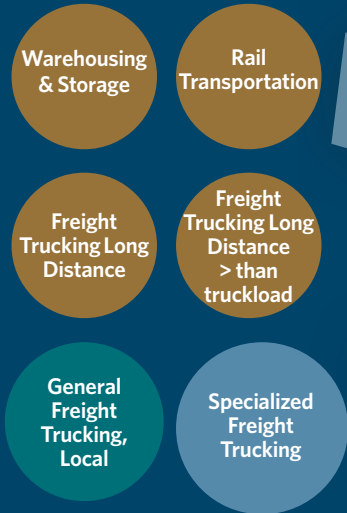 Warehousing
& Storage
Rail
Transportation
Freight
Trucking Long
Distance
Freight
Trucking Long
Distance
> than
truckload
General
Freight
Trucking,
Local
Specialized
Freight
Trucking